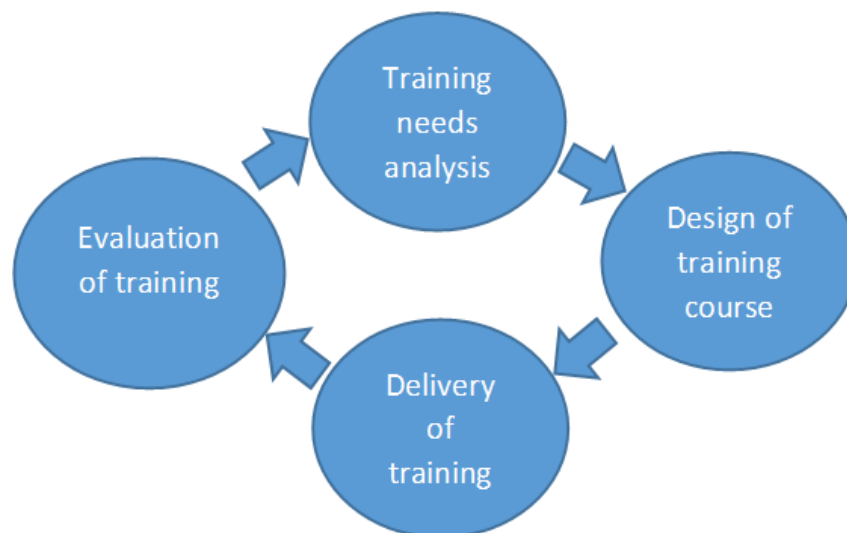 Training
needs
analysis
Design of
training
course
Delivery
of
training
Evaluation
of training